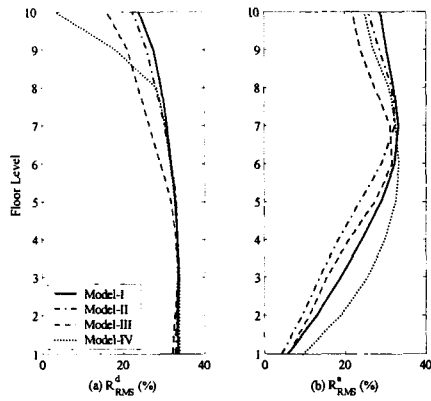 10
9
8
7
6
5
4
3
2
1
Floor Level
Model-I
Model-II
Model-III
Model-IV
0 20 40
(a) R^d_RMS (%)
10
9
8
7
6
5
4
3
2
1
0 20 40
(b) R^a_RMS (%)